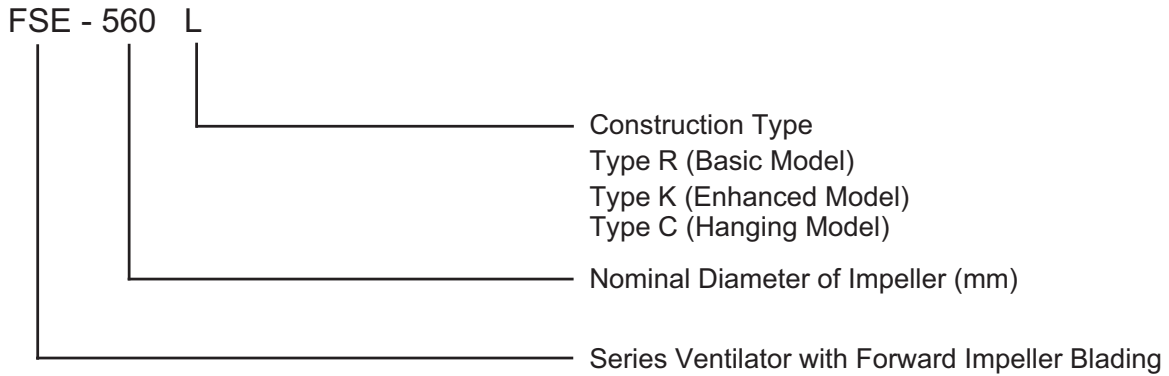 FSE - 560 L
Construction Type
Type R (Basic Model)
Type K (Enhanced Model)
Type C (Hanging Model)
Nominal Diameter of Impeller (mm)
Series Ventilator with Forward Impeller Blading